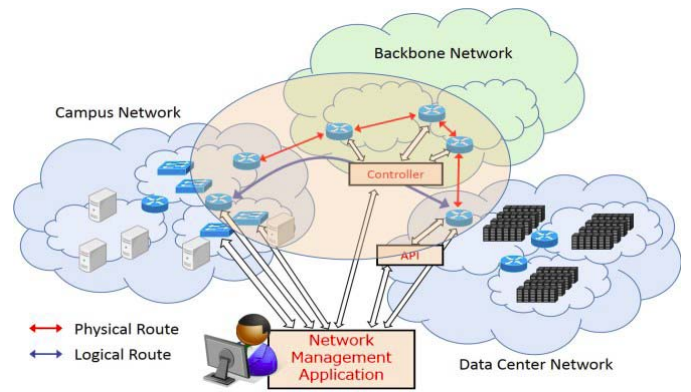 Backbone Network
Campus Network
Controller
API
Physical Route
Logical Route
Network
Management
Application
Data Center Network